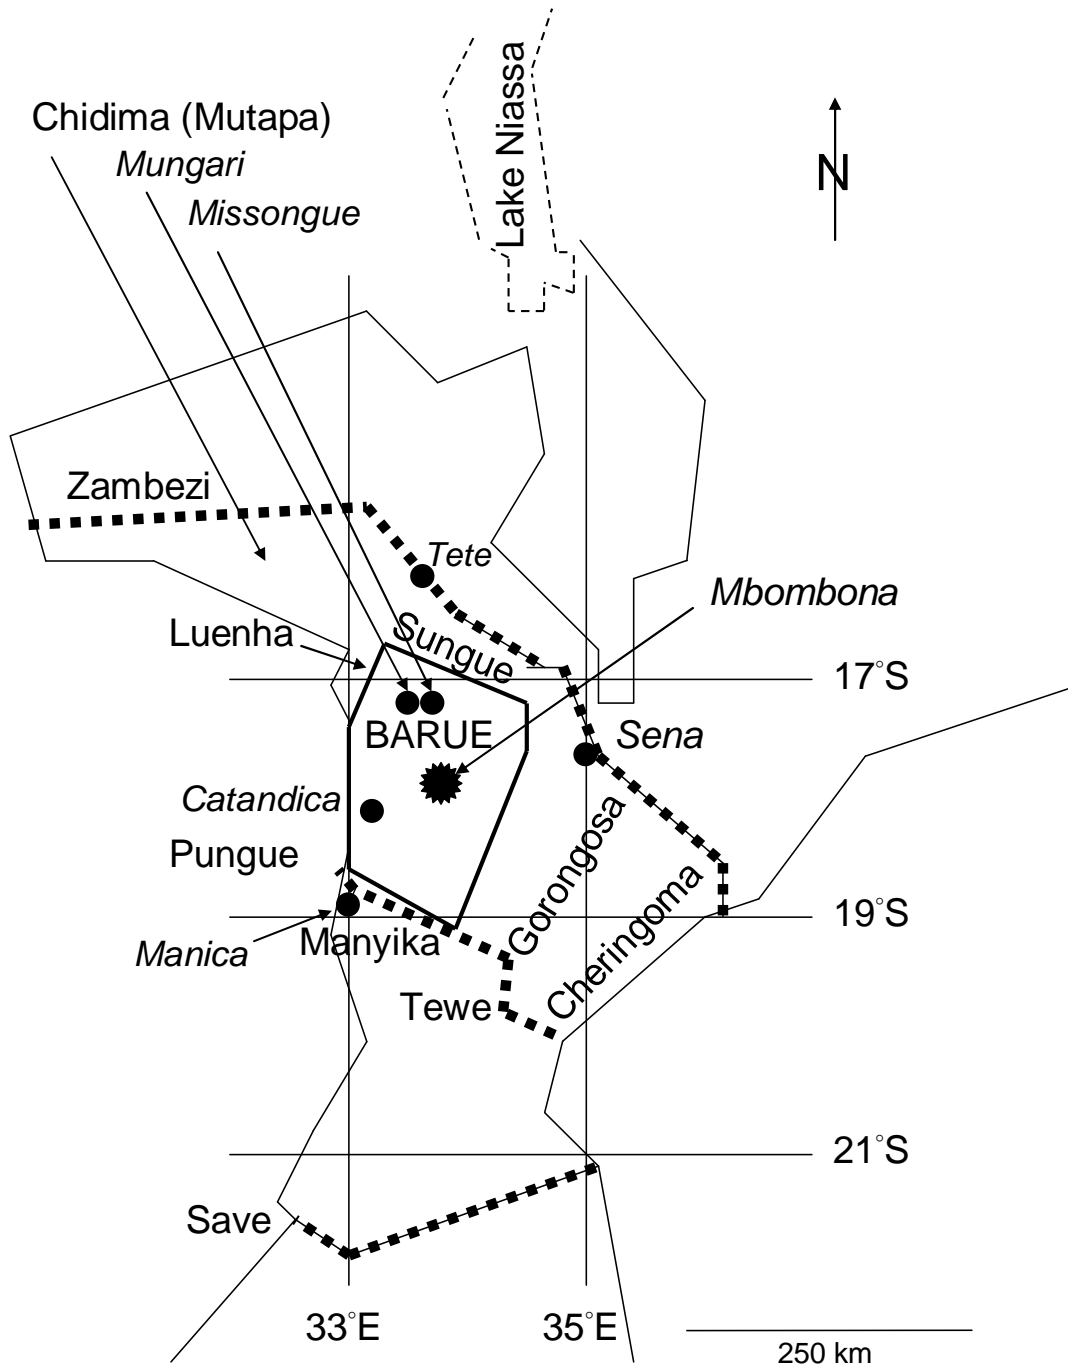 Lake Niassa
Chidima (Mutapa)
Mungari
Missongue
N
Zambezi
Tete
Mbombona
Luenha
Sungue
17°S
BARUE
Sena
Catandica
Pungue
Gorongosa
Cheringoma
19°S
Manica
Manyika
Tewe
21°S
Save
33°E
35°E
250 km